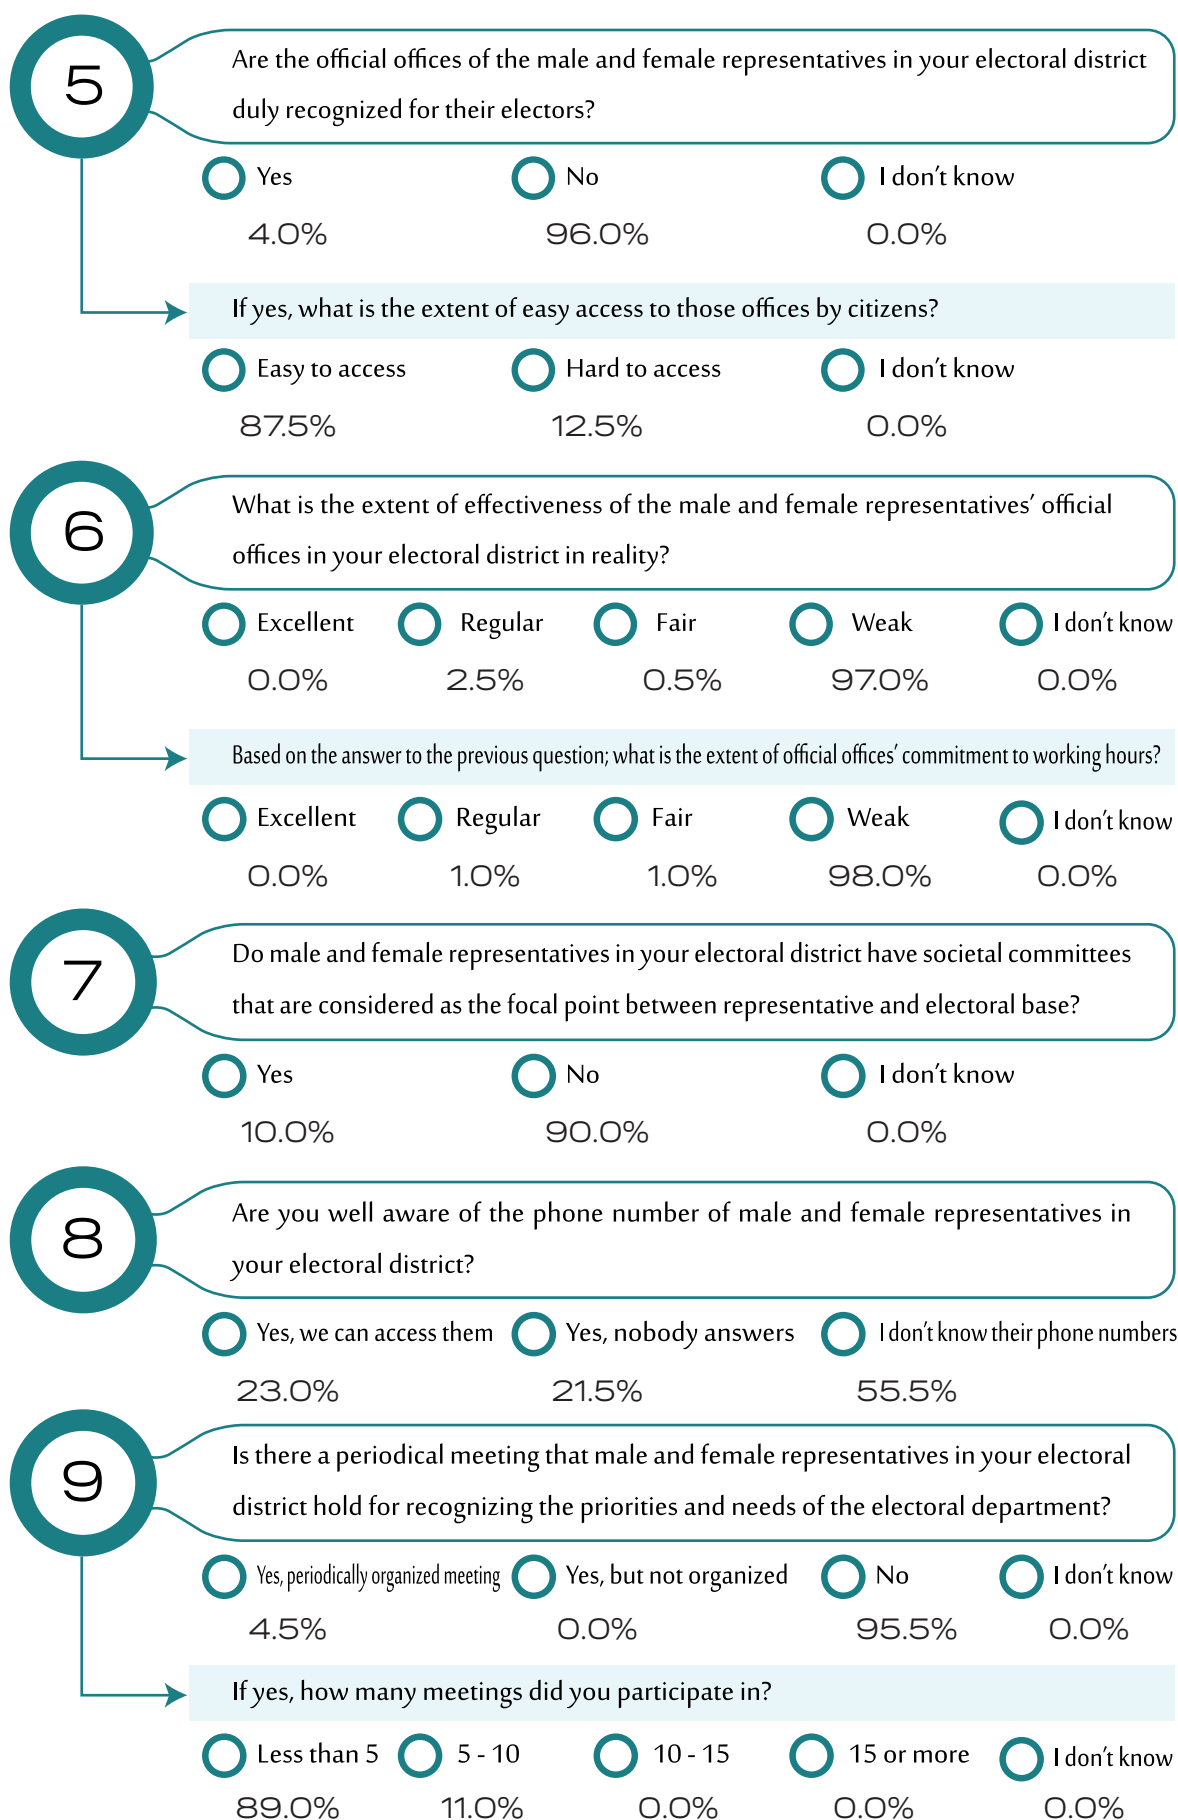 5
Are the official offices of the male and female representatives in your electoral district
duly recognized for their electors?
Yes No I don't know
4.0% 96.0% 0.0%
If yes, what is the extent of easy access to those offices by citizens?
Easy to access Hard to access I don't know
87.5% 12.5% 0.0%
6
What is the extent of effectiveness of the male and female representatives' official
offices in your electoral district in reality?
Excellent Regular Fair Weak I don't know
0.0% 2.5% 0.5% 97.0% 0.0%
Based on the answer to the previous question; what is the extent of official offices' commitment to working hours?
Excellent Regular Fair Weak I don't know
0.0% 1.0% 1.0% 98.0% 0.0%
7
Do male and female representatives in your electoral district have societal committees
that are considered as the focal point between representative and electoral base?
Yes No I don't know
10.0% 90.0% 0.0%
8
Are you well aware of the phone number of male and female representatives in
your electoral district?
Yes, we can access them Yes, nobody answers I don't know their phone numbers
23.0% 21.5% 55.5%
9
Is there a periodical meeting that male and female representatives in your electoral
district hold for recognizing the priorities and needs of the electoral department?
Yes, periodically organized meeting Yes, but not organized No I don't know
4.5% 0.0% 95.5% 0.0%
If yes, how many meetings did you participate in?
Less than 5 5 - 10 10 - 15 15 or more I don't know
89.0% 11.0% 0.0% 0.0% 0.0%